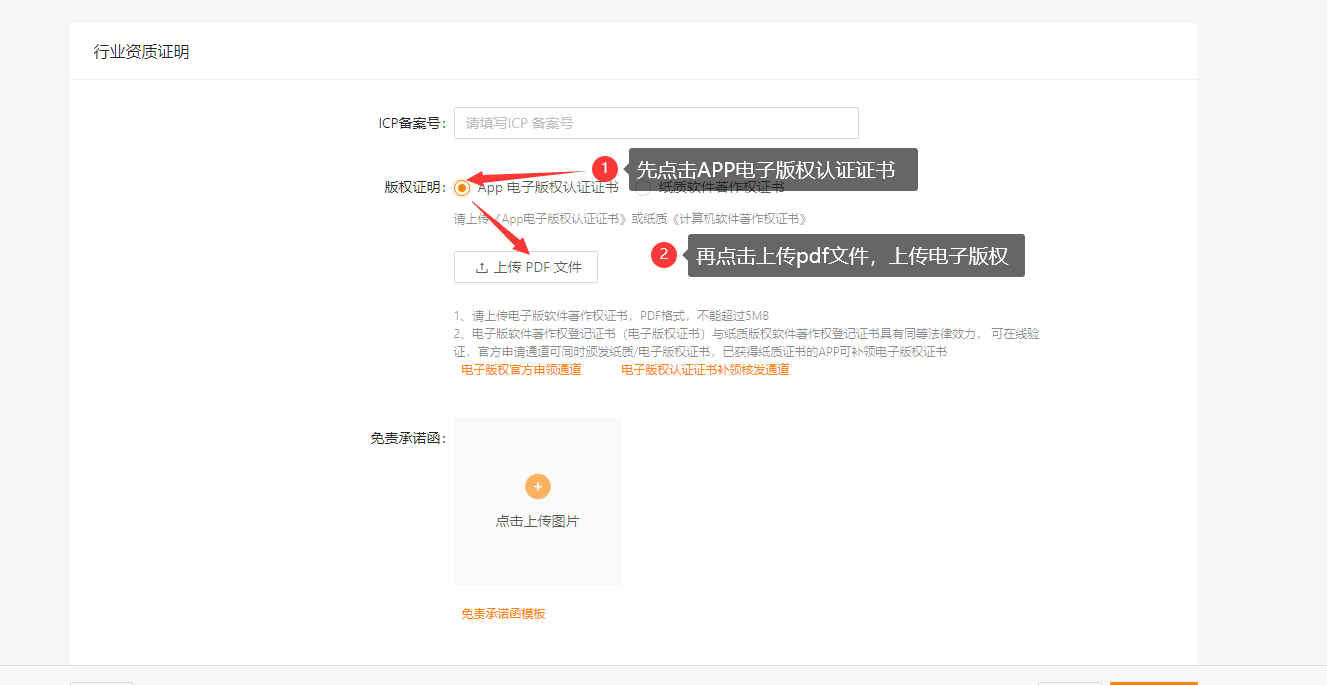 行业资质证明
ICP备案号：
请填写ICP 备案号
1
先点击APP电子版权认证证书
版权证明：
App 电子版权认证证书
纸质软件著作权证书
请上传《App电子版权认证证书》或纸质《计算机软件著作权证书》
2
再点击上传pdf文件，上传电子版权
上传 PDF 文件
1、请上传电子版软件著作权证书，PDF格式，不能超过5MB
2、电子版软件著作权登记证书（电子版权证书）与纸质版权软件著作权登记证书具有同等法律效力， 可在线验
证，官方申请通道可同时颁发纸质/电子版权证书，已获得纸质证书的APP可补领电子版权证书
电子版权官方申领通道
电子版权认证证书补领核发通道
免责承诺函：
点击上传图片
免责承诺函模板